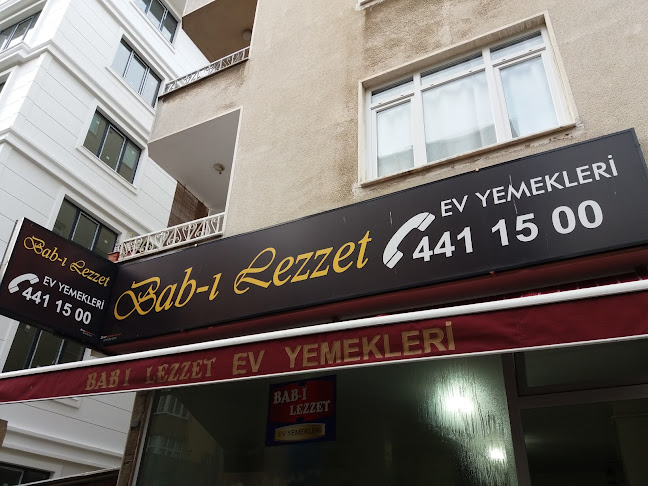 Bab-ı Lezzet
EV YEMEKLERİ
441 15 00
Bab-ı Lezzet
EV YEMEKLERİ
441 15 00
BAB-I LEZZET EV YEMEKLERİ
BAB-I
LEZZET
EV YEMEKLERİ